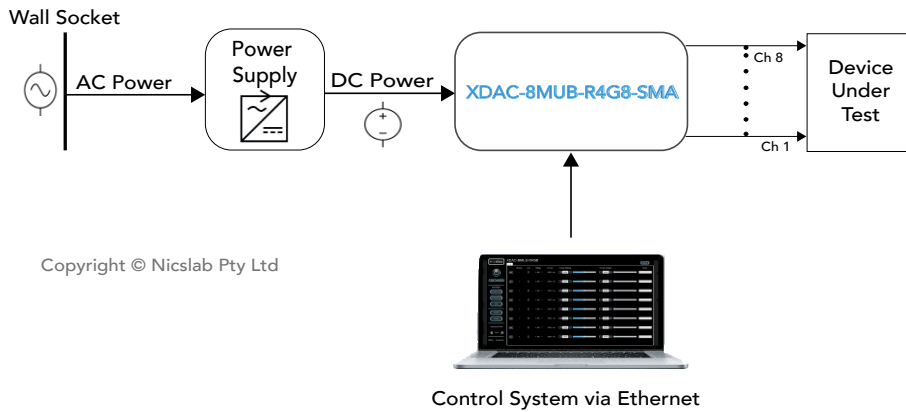 Wall Socket
AC Power
Power
Supply
DC Power
XDAC-8MUB-R4G8-SMA
Ch 8
Ch 1
Device
Under
Test
Copyright © Nicslab Pty Ltd
Control System via Ethernet